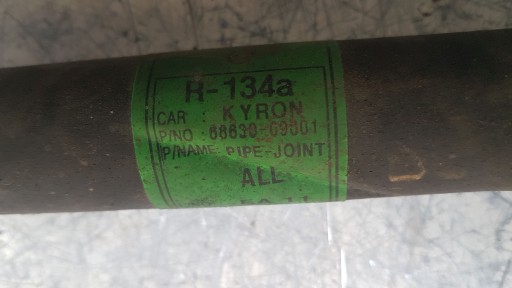 R-134a
CAR : KYRON
P/NO : 68630-09001
P/NAME: PIPE-JOINT
ALL